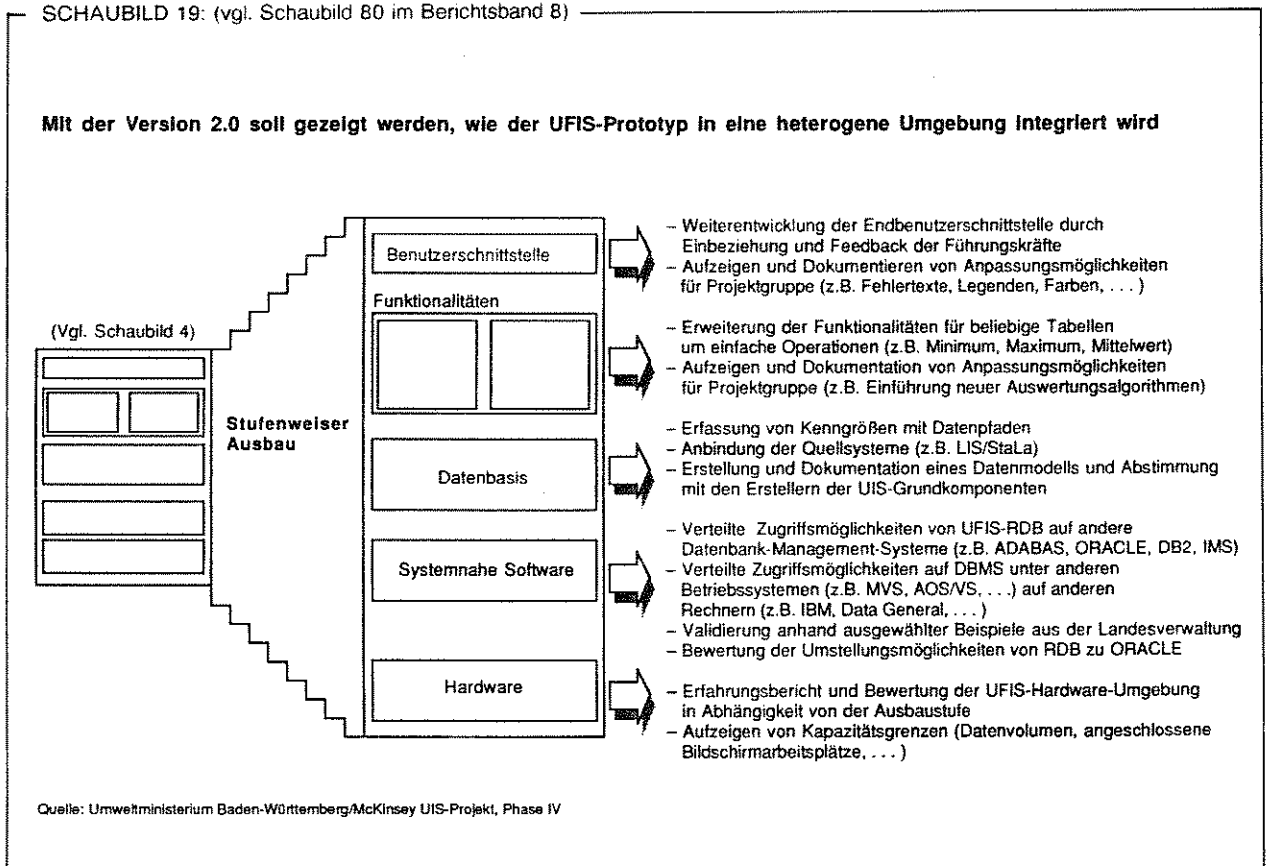 SCHAUBILD 19: (vgl. Schaubild 80 im Berichtsband 8)
Mit der Version 2.0 soll gezeigt werden, wie der UFIS-Prototyp in eine heterogene Umgebung integriert wird
(Vgl. Schaubild 4)
Stufenweiser
Ausbau
Benutzerschnittstelle
– Weiterentwicklung der Endbenutzerschnittstelle durch
Einbeziehung und Feedback der Führungskräfte
– Aufzeigen und Dokumentieren von Anpassungsmöglichkeiten
für Projektgruppe (z.B. Fehlertexte, Legenden, Farben, . . . )
Funktionalitäten
– Erweiterung der Funktionalitäten für beliebige Tabellen
um einfache Operationen (z.B. Minimum, Maximum, Mittelwert)
– Aufzeigen und Dokumentation von Anpassungsmöglichkeiten
für Projektgruppe (z.B. Einführung neuer Auswertungsalgorithmen)
Datenbasis
– Erfassung von Kenngrößen mit Datenpfaden
– Anbindung der Quellsysteme (z.B. LIS/StaLa)
– Erstellung und Dokumentation eines Datenmodells und Abstimmung
mit den Erstellern der UIS-Grundkomponenten
Systemnahe Software
– Verteilte Zugriffsmöglichkeiten von UFIS-RDB auf andere
Datenbank-Management-Systeme (z.B. ADABAS, ORACLE, DB2, IMS)
– Verteilte Zugriffsmöglichkeiten auf DBMS unter anderen
Betriebssystemen (z.B. MVS, AOS/VS, . . .) auf anderen
Rechnern (z.B. IBM, Data General, . . . )
– Validierung anhand ausgewählter Beispiele aus der Landesverwaltung
– Bewertung der Umstellungsmöglichkeiten von RDB zu ORACLE
Hardware
– Erfahrungsbericht und Bewertung der UFIS-Hardware-Umgebung
in Abhängigkeit von der Ausbaustufe
– Aufzeigen von Kapazitätsgrenzen (Datenvolumen, angeschlossene
Bildschirmarbeitsplätze, . . . )
Quelle: Umweltministerium Baden-Württemberg/McKinsey UIS-Projekt, Phase IV